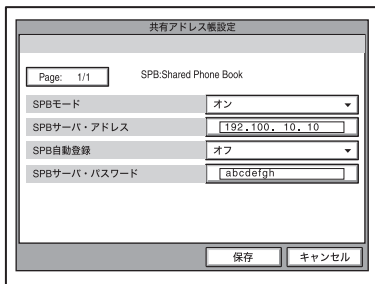 共有アドレス帳設定
Page: 1/1 SPB:Shared Phone Book
SPBモード オン
SPBサーバ・アドレス 192.100. 10. 10
SPB自動登録 オフ
SPBサーバ・パスワード abcdefgh
保存 キャンセル